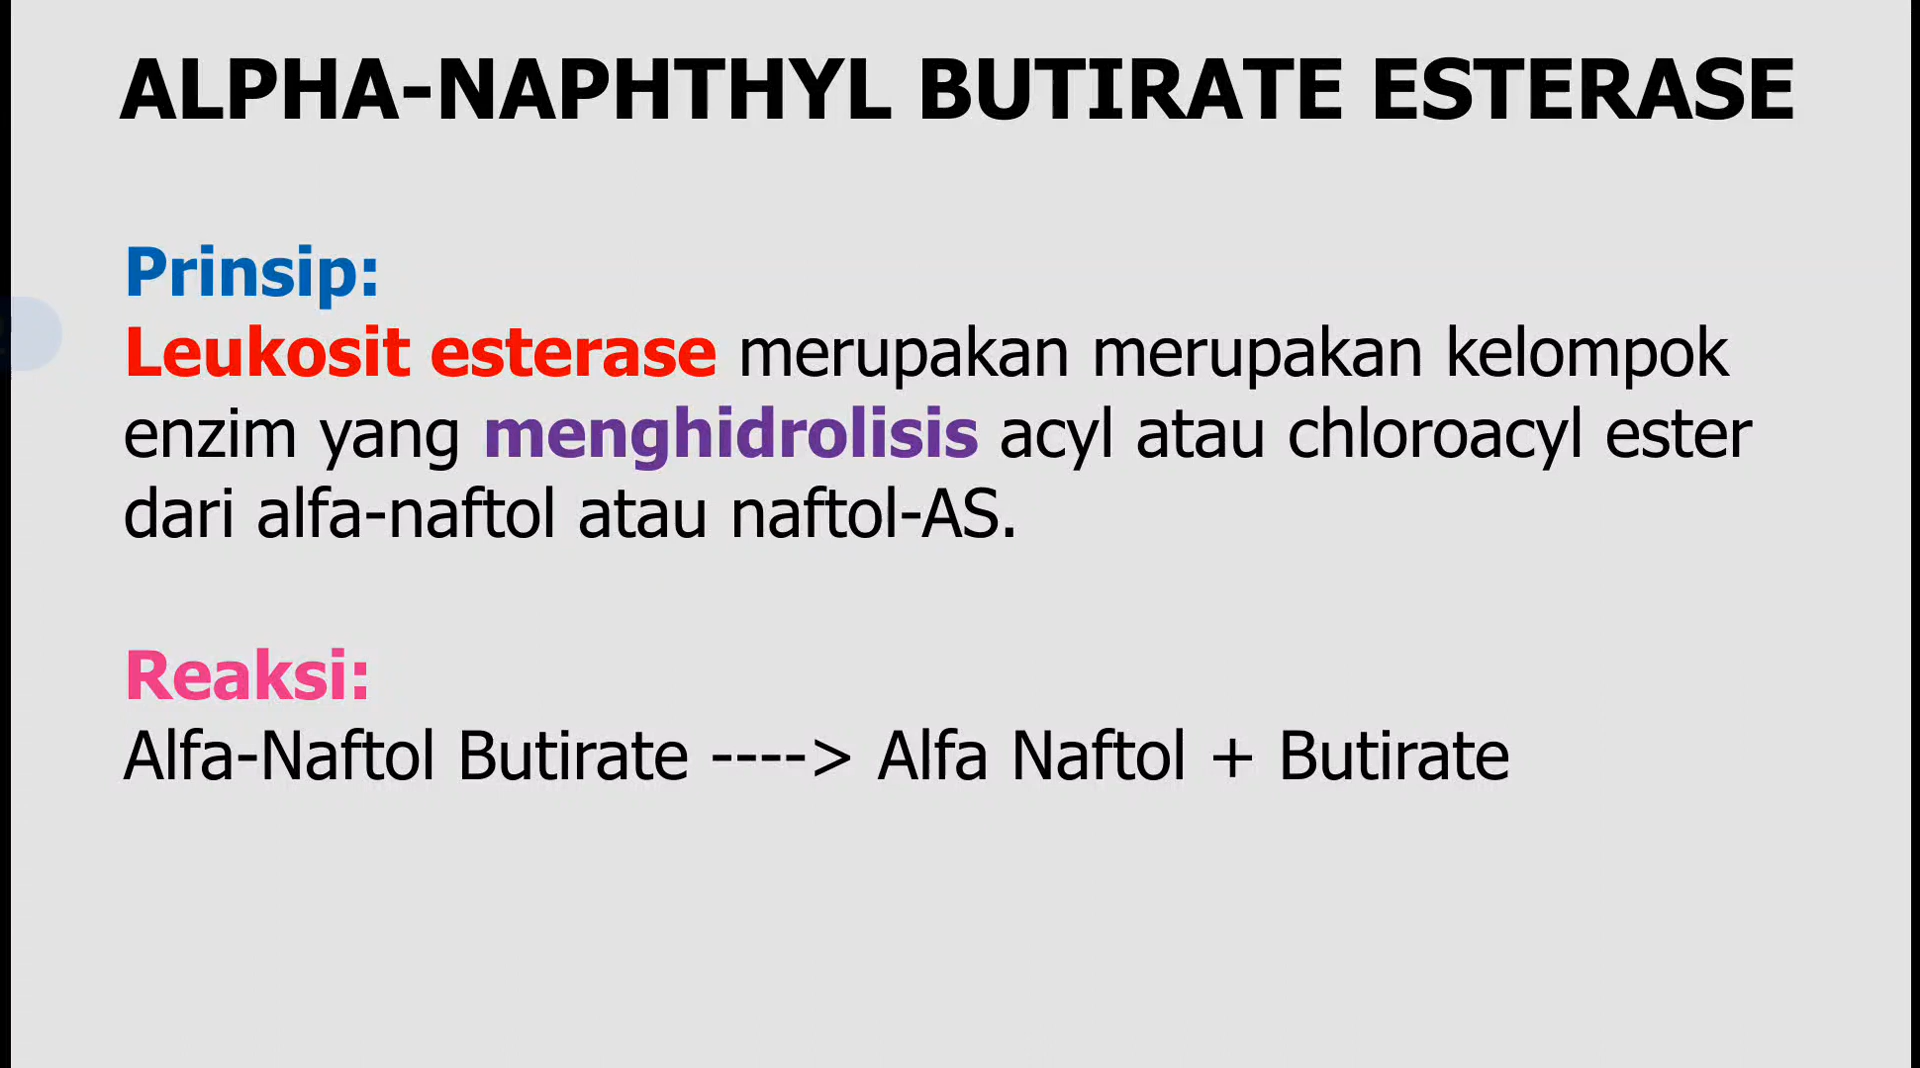 ALPHA-NAPHTHYL BUTIRATE ESTERASE
Prinsip:
Leukosit esterase merupakan merupakan kelompok
enzim yang menghidrolisis acyl atau chloroacyl ester
dari alfa-naftol atau naftol-AS.
Reaksi:
Alfa-Naftol Butirate ----> Alfa Naftol + Butirate